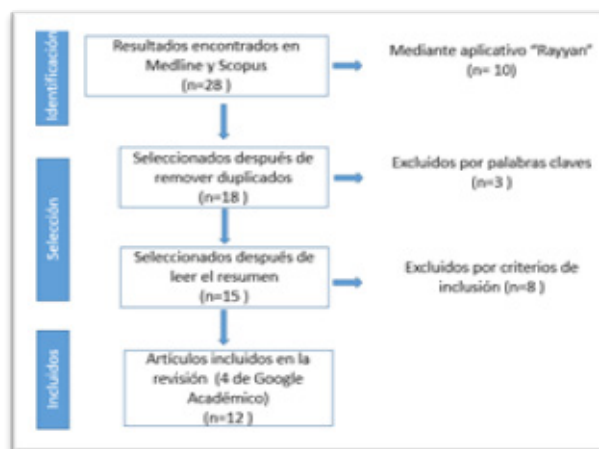 Identificación
Resultados encontrados en
Medline y Scopus
(n=28 )
Mediante aplicativo "Rayyan"
(n= 10)
Selección
Seleccionados después de
remover duplicados
(n=18 )
Excluidos por palabras claves
(n=3 )
Seleccionados después de
leer el resumen
(n=15 )
Excluidos por criterios de
inclusión (n=8 )
Incluidos
Artículos incluidos en la
revisión (4 de Google
Académico)
(n=12 )